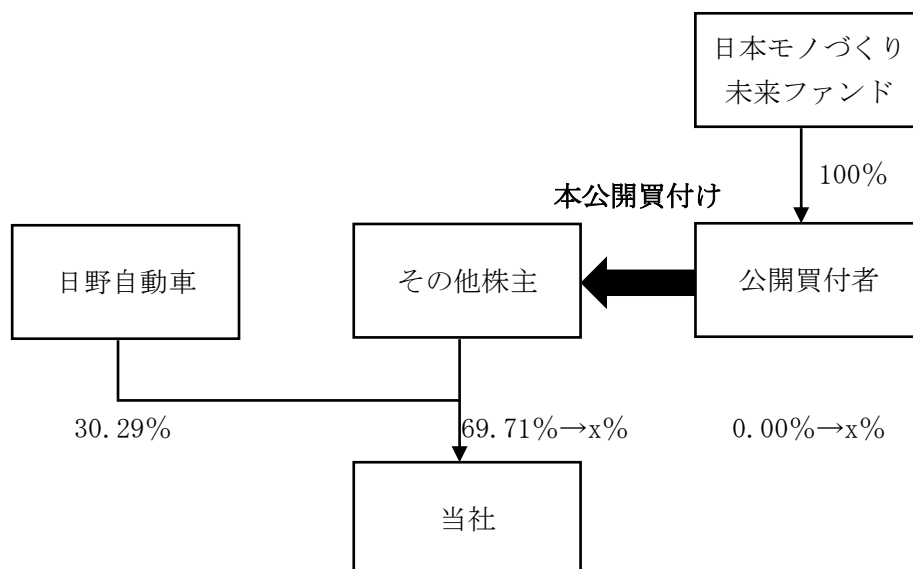 日本モノづくり
未来ファンド
100%
本公開買付け
日野自動車
その他株主
公開買付者
30.29%
69.71%→x%
0.00%→x%
当社